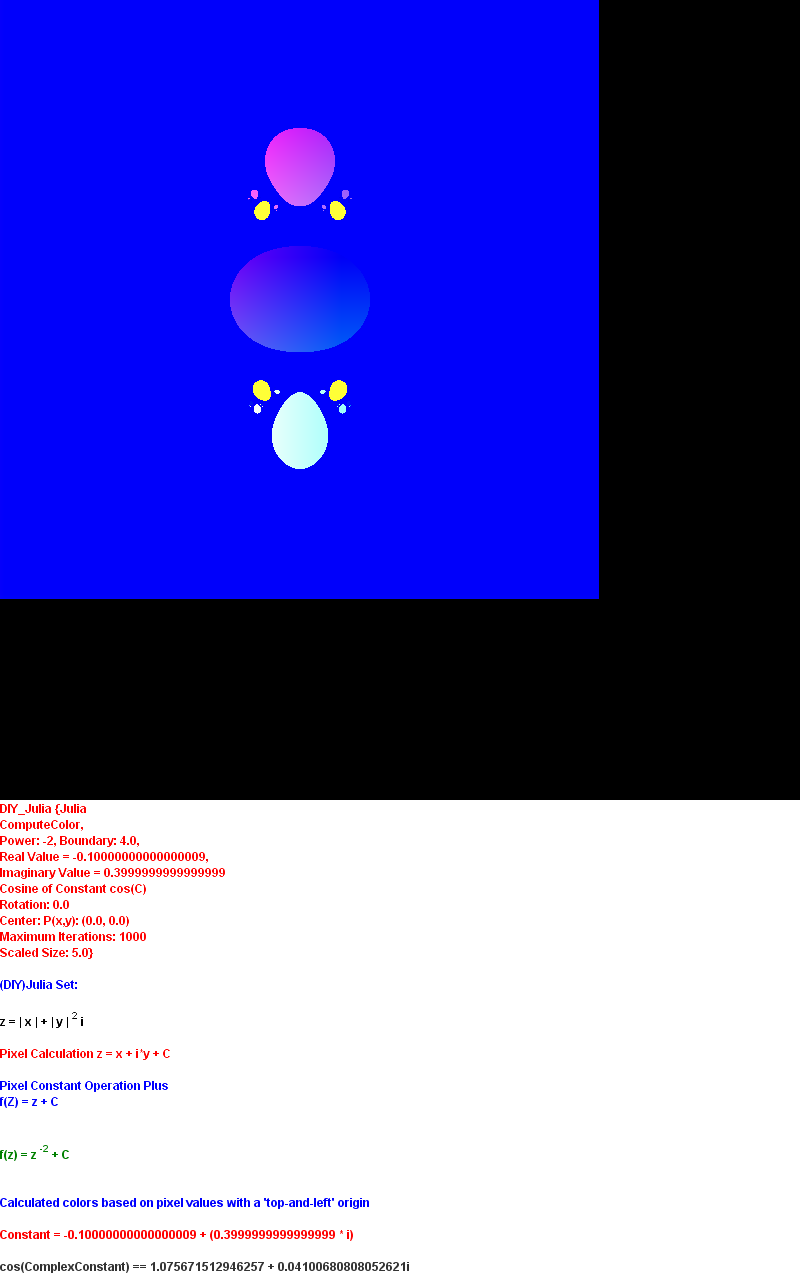 DIY_Julia {Julia
ComputeColor,
Power: -2, Boundary: 4.0,
Real Value = -0.10000000000000009,
Imaginary Value = 0.3999999999999999
Cosine of Constant cos(C)
Rotation: 0.0
Center: P(x,y): (0.0, 0.0)
Maximum Iterations: 1000
Scaled Size: 5.0}
(DIY)Julia Set:
z = | x | + | y | 2 i
Pixel Calculation z = x + i*y + C
Pixel Constant Operation Plus
f(Z) = z + C
f(z) = z -2 + C
Calculated colors based on pixel values with a 'top-and-left' origin
Constant = -0.10000000000000009 + (0.3999999999999999 * i)
cos(ComplexConstant) == 1.075671512946257 + 0.04100680808052621i